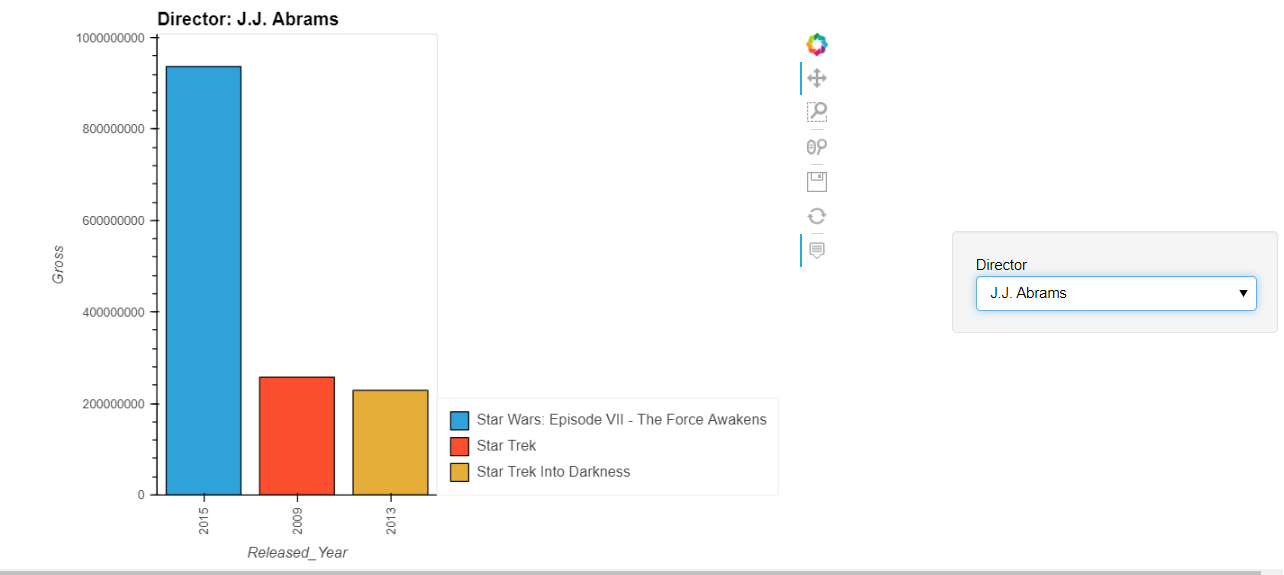 Director: J.J. Abrams
1000000000
800000000
600000000
400000000
200000000
0
Gross
2015
2009
2013
Released_Year
Star Wars: Episode VII - The Force Awakens
Star Trek
Star Trek Into Darkness
Director
J.J. Abrams